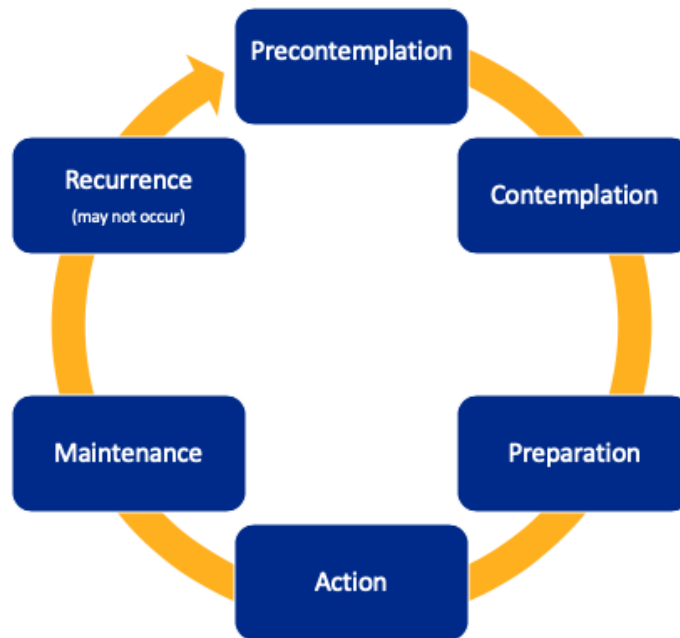 Precontemplation
Contemplation
Preparation
Action
Maintenance
Recurrence
(may not occur)